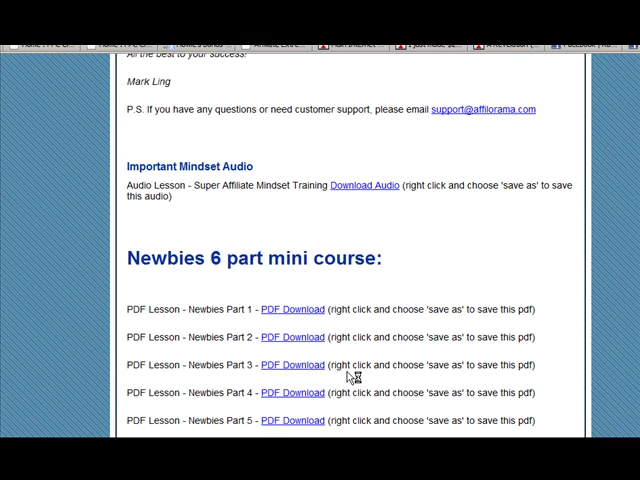 All the best to your success!
Mark Ling
P.S. If you have any questions or need customer support, please email support@affilorama.com
Important Mindset Audio
Audio Lesson - Super Affiliate Mindset Training Download Audio (right click and choose 'save as' to save
this audio)
Newbies 6 part mini course:
PDF Lesson - Newbies Part 1 - PDF Download (right click and choose 'save as' to save this pdf)
PDF Lesson - Newbies Part 2 - PDF Download (right click and choose 'save as' to save this pdf)
PDF Lesson - Newbies Part 3 - PDF Download (right click and choose 'save as' to save this pdf)
PDF Lesson - Newbies Part 4 - PDF Download (right click and choose 'save as' to save this pdf)
PDF Lesson - Newbies Part 5 - PDF Download (right click and choose 'save as' to save this pdf)